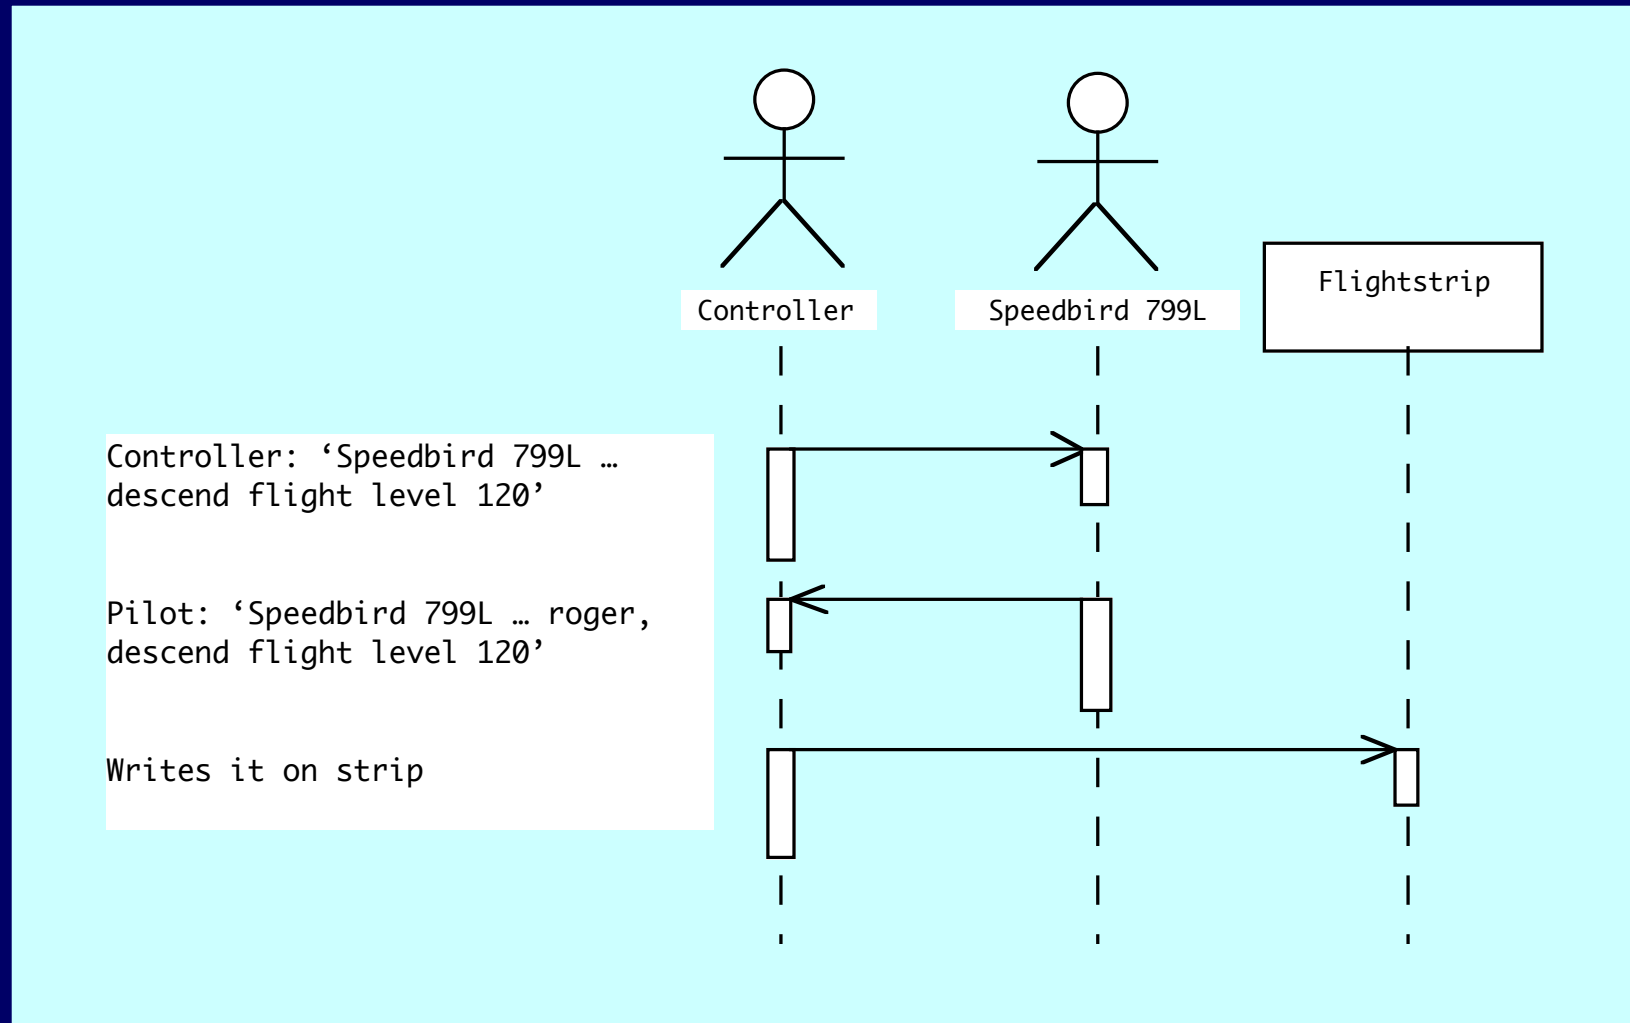 Controller
Speedbird 799L
Flightstrip
Controller: ‘Speedbird 799L …
descend flight level 120’
Pilot: ‘Speedbird 799L … roger,
descend flight level 120’
Writes it on strip